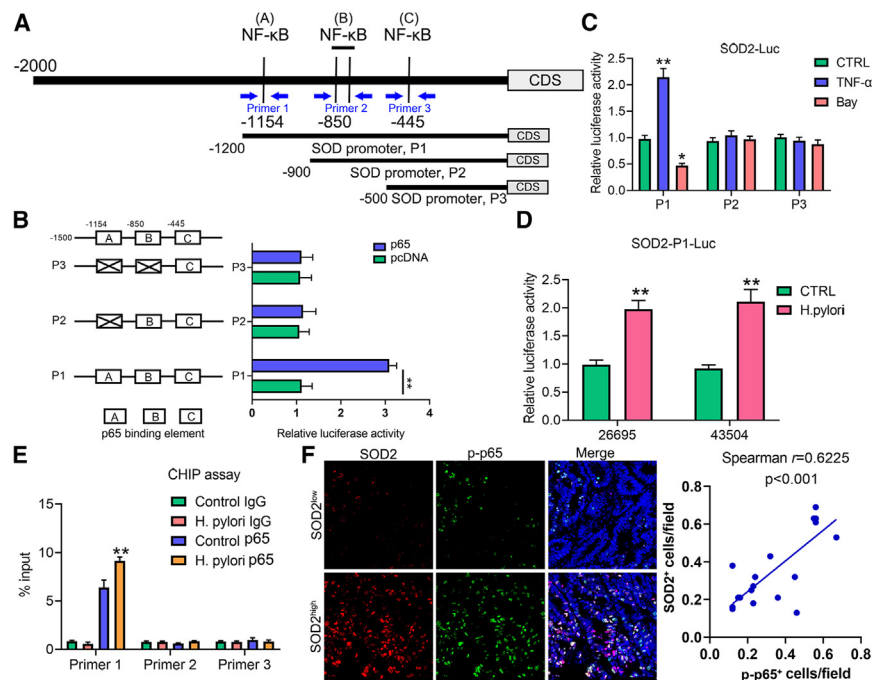 A
(A) (B) (C)
NF-κB NF-κB NF-κB
-2000
CDS
Primer 1 Primer 2 Primer 3
-1154 -850 -445
-1200 SOD promoter, P1 CDS
-900 SOD promoter, P2 CDS
-500 SOD promoter, P3 CDS
B
-1154 -850 -445
-1500 A B C
P3 C
P2 B C
P1 A B C
A B C
p65 binding element
p65
pcDNA
P3
P2
P1
**
0 1 2 3 4
Relative luciferase activity
C
SOD2-Luc
Relative luciferase activity
2.5
2.0
1.5
1.0
0.5
0.0
**
*
P1 P2 P3
CTRL
TNF-α
Bay
D
SOD2-P1-Luc
Relative luciferase activity
2.5
2.0
1.5
1.0
0.5
0.0
** **
26695 43504
CTRL
H.pylori
E
CHIP assay
Control IgG
H. pylori IgG
Control p65
H. pylori p65
% input
15
10
5
0
**
Primer 1 Primer 2 Primer 3
F
SOD2 p-p65 Merge
SOD2low
SOD2high
Spearman r=0.6225
p<0.001
SOD2+ cells/field
0.8
0.6
0.4
0.2
0.0
0.0 0.2 0.4 0.6 0.8
p-p65+ cells/field